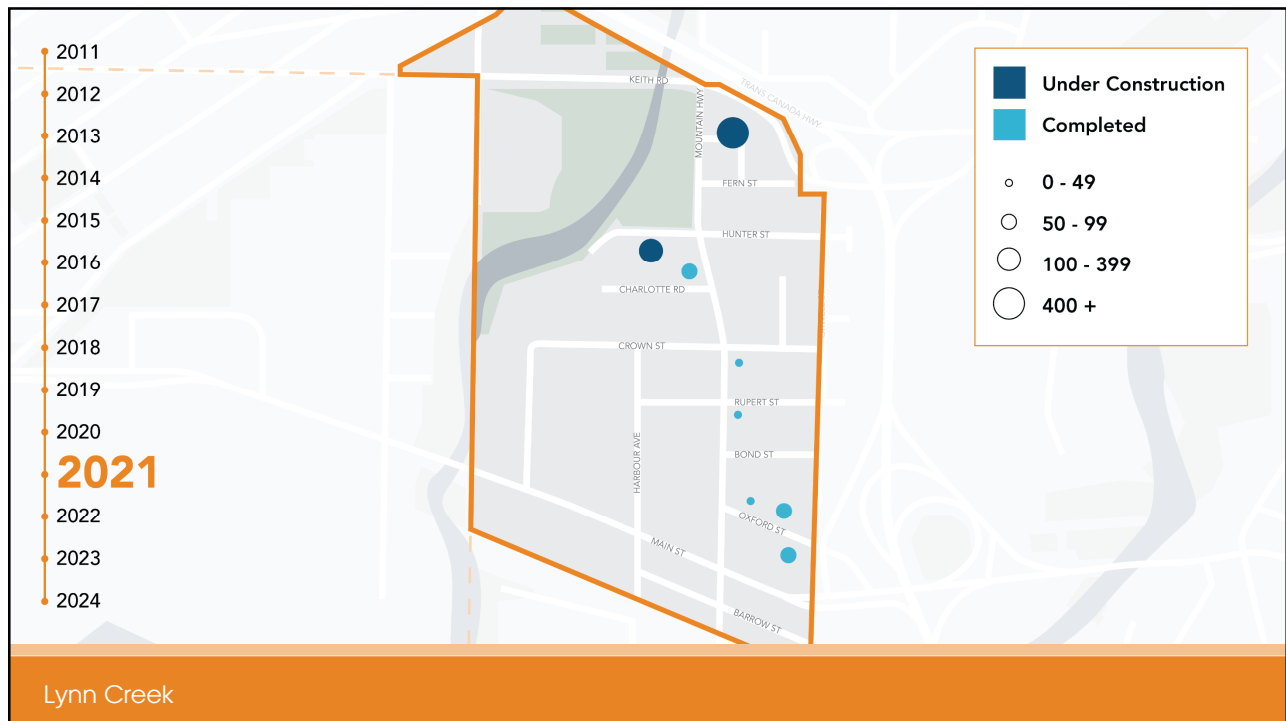 2011
2012
2013
2014
2015
2016
2017
2018
2019
2020
2021
2022
2023
2024
KEITH RD
TRANS CANADA HWY
MOUNTAIN HWY
FERN ST
HUNTER ST
CHARLOTTE RD
CROWN ST
RUPERT ST
HARBOUR AVE
BOND ST
OXFORD ST
MAIN ST
BARROW ST
Under Construction
Completed
0 - 49
50 - 99
100 - 399
400 +
Lynn Creek